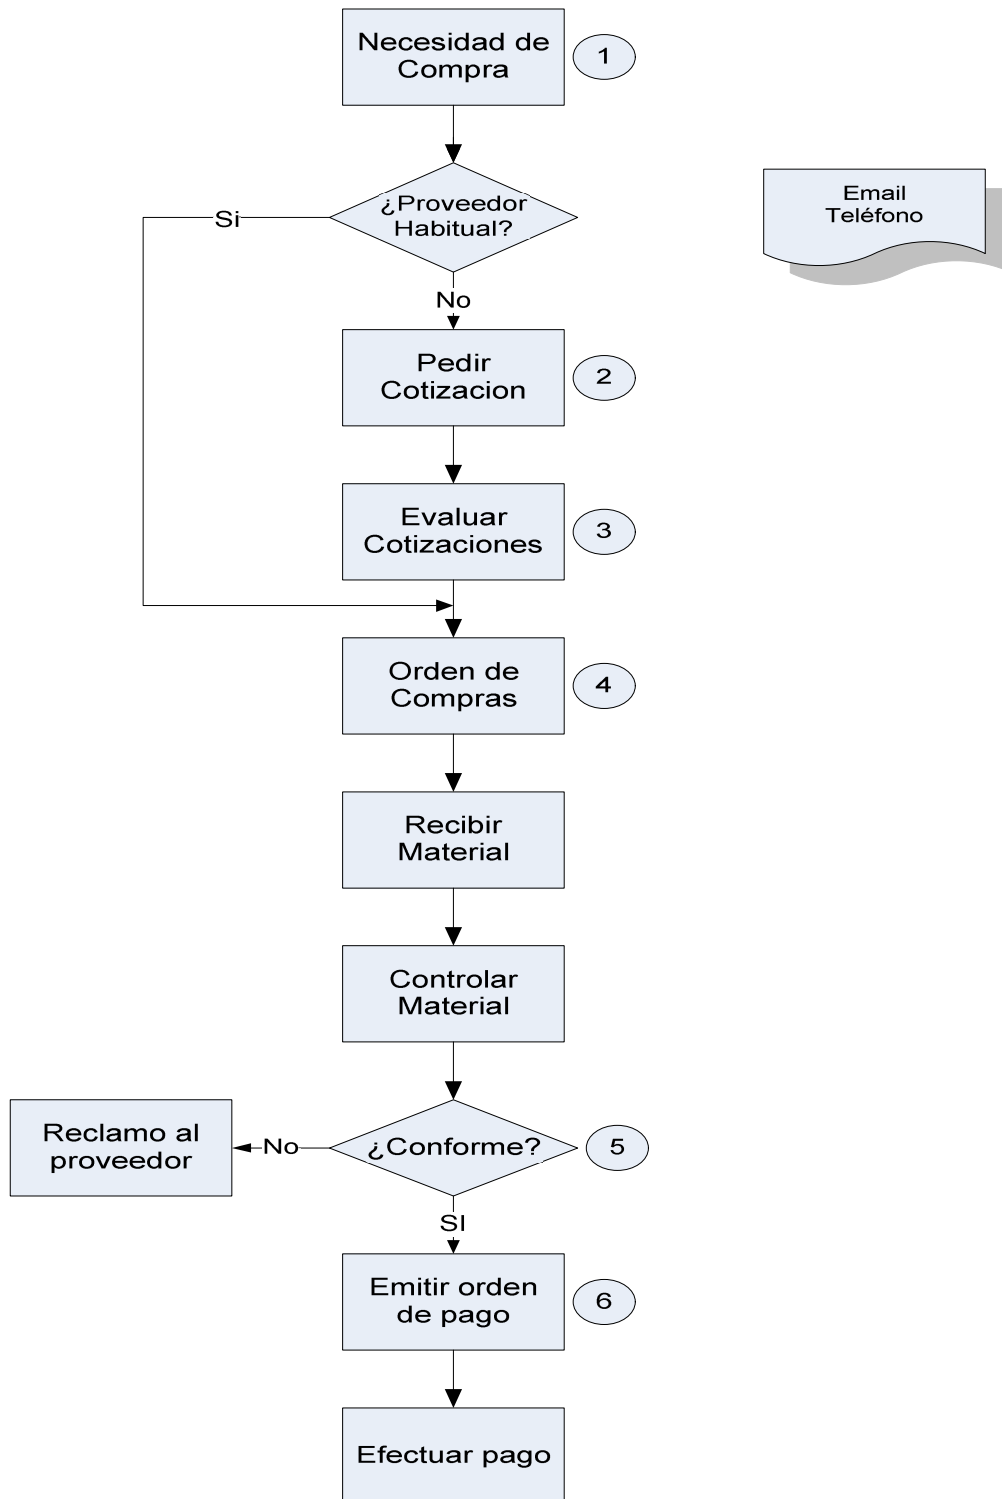 Necesidad de
Compra
1
¿Proveedor
Habitual?
Si
Email
Teléfono
No
Pedir
Cotizacion
2
Evaluar
Cotizaciones
3
Orden de
Compras
4
Recibir
Material
Controlar
Material
Reclamo al
proveedor
No
¿Conforme?
5
SI
Emitir orden
de pago
6
Efectuar pago